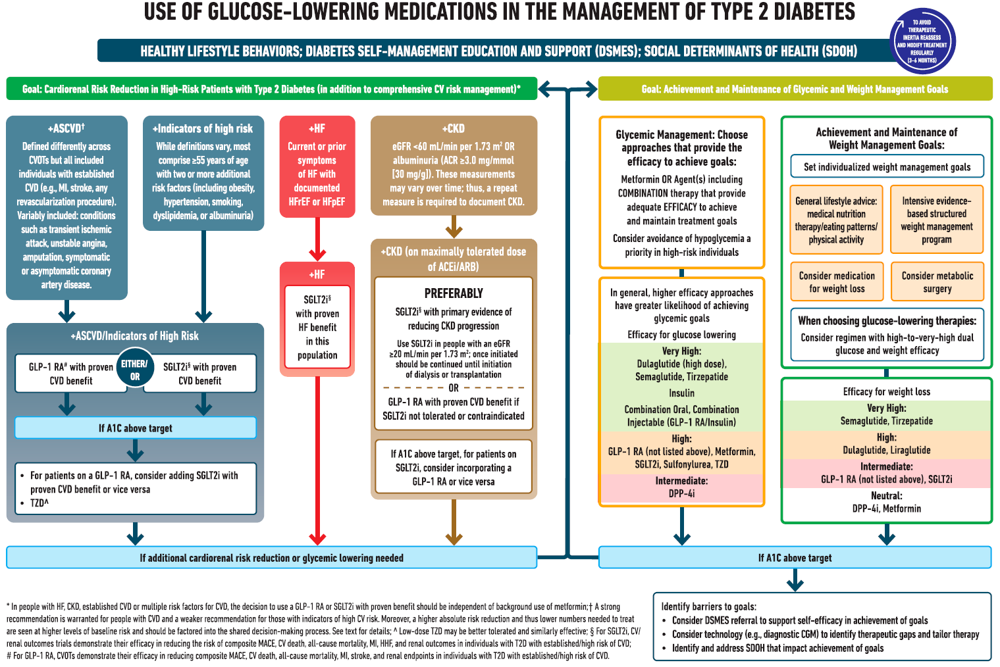 USE OF GLUCOSE-LOWERING MEDICATIONS IN THE MANAGEMENT OF TYPE 2 DIABETES
TO AVOID
THERAPEUTIC
INERTIA REASSESS
AND MODIFY TREATMENT
REGULARLY
(3–6 MONTHS)
HEALTHY LIFESTYLE BEHAVIORS; DIABETES SELF-MANAGEMENT EDUCATION AND SUPPORT (DSMES); SOCIAL DETERMINANTS OF HEALTH (SDOH)
Goal: Cardiorenal Risk Reduction in High-Risk Patients with Type 2 Diabetes (in addition to comprehensive CV risk management)*
+ASCVD†
Defined differently across
CVOTs but all included
individuals with established
CVD (e.g., MI, stroke, any
revascularization procedure).
Variably included: conditions
such as transient ischemic
attack, unstable angina,
amputation, symptomatic
or asymptomatic coronary
artery disease.
+Indicators of high risk
While definitions vary, most
comprise ≥55 years of age
with two or more additional
risk factors (including obesity,
hypertension, smoking,
dyslipidemia, or albuminuria)
+ASCVD/Indicators of High Risk
GLP-1 RA# with proven
CVD benefit
EITHER/
OR
SGLT2i§ with proven
CVD benefit
If A1C above target
• For patients on a GLP-1 RA, consider adding SGLT2i with
proven CVD benefit or vice versa
• TZD^
+HF
Current or prior
symptoms
of HF with
documented
HFrEF or HFpEF
+HF
SGLT2i§
with proven
HF benefit
in this
population
+CKD
eGFR <60 mL/min per 1.73 m² OR
albuminuria (ACR ≥3.0 mg/mmol
[30 mg/g]). These measurements
may vary over time; thus, a repeat
measure is required to document CKD.
+CKD (on maximally tolerated dose
of ACEi/ARB)
PREFERABLY
SGLT2i§ with primary evidence of
reducing CKD progression
Use SGLT2i in people with an eGFR
≥20 mL/min per 1.73 m²; once initiated
should be continued until initiation
of dialysis or transplantation
OR
GLP-1 RA with proven CVD benefit if
SGLT2i not tolerated or contraindicated
If A1C above target, for patients on
SGLT2i, consider incorporating a
GLP-1 RA or vice versa
If additional cardiorenal risk reduction or glycemic lowering needed
Goal: Achievement and Maintenance of Glycemic and Weight Management Goals
Glycemic Management: Choose
approaches that provide the
efficacy to achieve goals:
Metformin OR Agent(s) including
COMBINATION therapy that provide
adequate EFFICACY to achieve
and maintain treatment goals
Consider avoidance of hypoglycemia a
priority in high-risk individuals
In general, higher efficacy approaches
have greater likelihood of achieving
glycemic goals
Efficacy for glucose lowering
Very High:
Dulaglutide (high dose),
Semaglutide, Tirzepatide
Insulin
Combination Oral, Combination
Injectable (GLP-1 RA/Insulin)
High:
GLP-1 RA (not listed above), Metformin,
SGLT2i, Sulfonylurea, TZD
Intermediate:
DPP-4i
Achievement and Maintenance of
Weight Management Goals:
Set individualized weight management goals
General lifestyle advice:
medical nutrition
therapy/eating patterns/
physical activity
Intensive evidence-
based structured
weight management
program
Consider medication
for weight loss
Consider metabolic
surgery
When choosing glucose-lowering therapies:
Consider regimen with high-to-very-high dual
glucose and weight efficacy
Efficacy for weight loss
Very High:
Semaglutide, Tirzepatide
High:
Dulaglutide, Liraglutide
Intermediate:
GLP-1 RA (not listed above), SGLT2i
Neutral:
DPP-4i, Metformin
If A1C above target
Identify barriers to goals:
• Consider DSMES referral to support self-efficacy in achievement of goals
• Consider technology (e.g., diagnostic CGM) to identify therapeutic gaps and tailor therapy
• Identify and address SDOH that impact achievement of goals
* In people with HF, CKD, established CVD or multiple risk factors for CVD, the decision to use a GLP-1 RA or SGLT2i with proven benefit should be independent of background use of metformin;† A strong
recommendation is warranted for people with CVD and a weaker recommendation for those with indicators of high CV risk. Moreover, a higher absolute risk reduction and thus lower numbers needed to treat
are seen at higher levels of baseline risk and should be factored into the shared decision-making process. See text for details; ^ Low-dose TZD may be better tolerated and similarly effective; § For SGLT2i, CV/
renal outcomes trials demonstrate their efficacy in reducing the risk of composite MACE, CV death, all-cause mortality, MI, HHF, and renal outcomes in individuals with T2D with established/high risk of CVD;
# For GLP-1 RA, CVOTs demonstrate their efficacy in reducing composite MACE, CV death, all-cause mortality, MI, stroke, and renal endpoints in individuals with T2D with established/high risk of CVD.